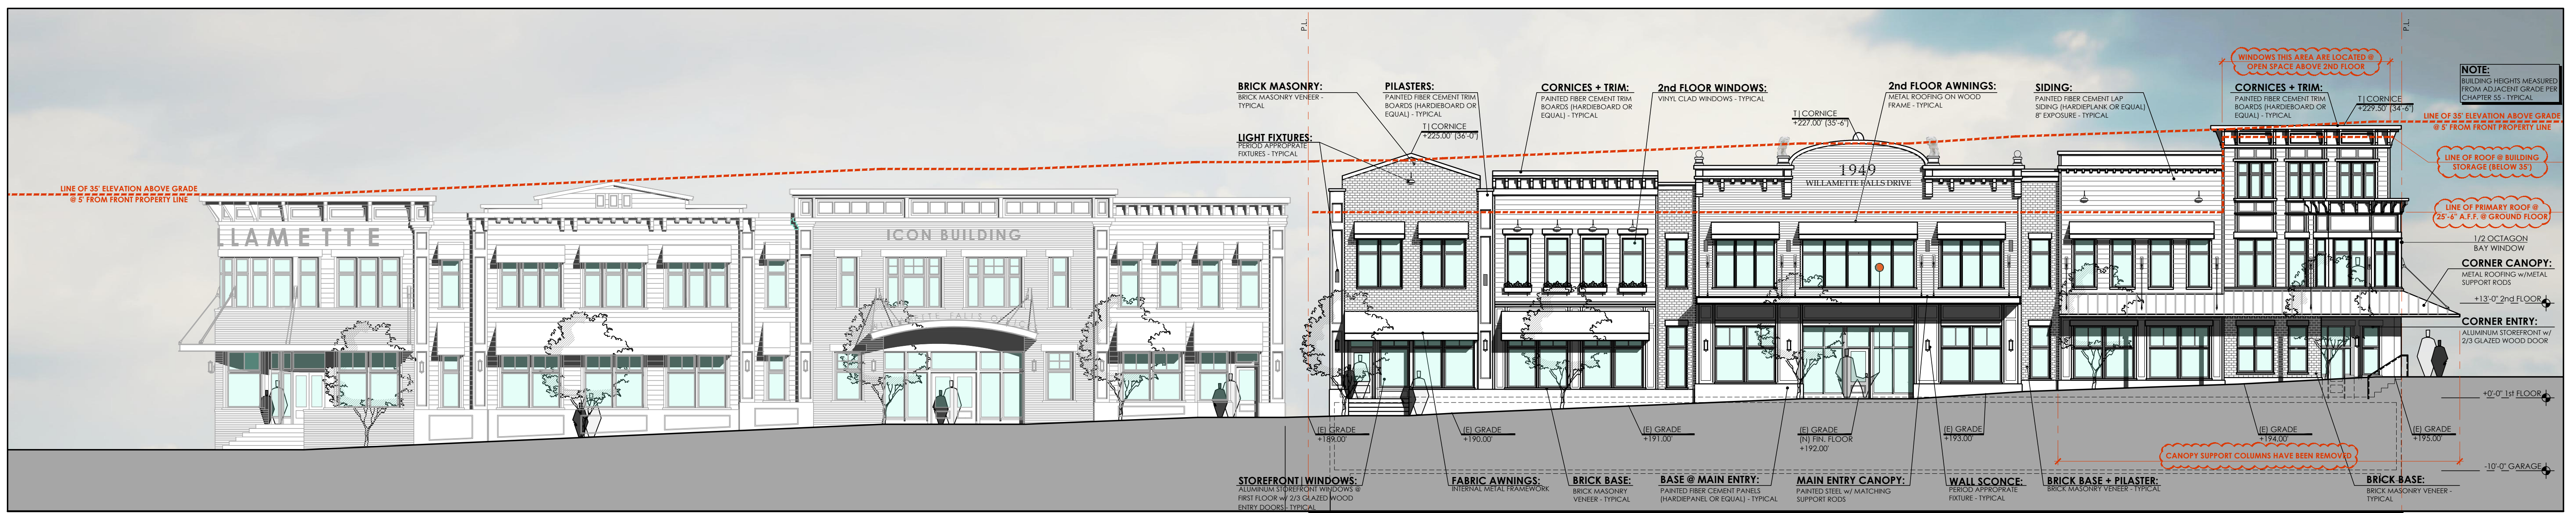 P.L.
P.L.
WINDOWS THIS AREA ARE LOCATED @
OPEN SPACE ABOVE 2ND FLOOR
NOTE:
BUILDING HEIGHTS MEASURED
FROM ADJACENT GRADE PER
CHAPTER 55 - TYPICAL
BRICK MASONRY:
BRICK MASONRY VENEER -
TYPICAL
PILASTERS:
PAINTED FIBER CEMENT TRIM
BOARDS (HARDIEBOARD OR
EQUAL) - TYPICAL
CORNICES + TRIM:
PAINTED FIBER CEMENT TRIM
BOARDS (HARDIEBOARD OR
EQUAL) - TYPICAL
2nd FLOOR WINDOWS:
VINYL CLAD WINDOWS - TYPICAL
2nd FLOOR AWNINGS:
METAL ROOFING ON WOOD
FRAME - TYPICAL
SIDING:
PAINTED FIBER CEMENT LAP
SIDING (HARDIEPLANK OR EQUAL)
8" EXPOSURE - TYPICAL
CORNICES + TRIM:
PAINTED FIBER CEMENT TRIM
BOARDS (HARDIEBOARD OR
EQUAL) - TYPICAL
T | CORNICE
+229.50' (34'-6")
T | CORNICE
+227.00' (35'-6")
T | CORNICE
+225.00' (36'-0")
LIGHT FIXTURES:
PERIOD APPROPRATE
FIXTURES - TYPICAL
LINE OF 35' ELEVATION ABOVE GRADE
@ 5' FROM FRONT PROPERTY LINE
LINE OF ROOF @ BUILDING
STORAGE (BELOW 35')
LINE OF PRIMARY ROOF @
25'-6" A.F.F. @ GROUND FLOOR
LINE OF 35' ELEVATION ABOVE GRADE
@ 5' FROM FRONT PROPERTY LINE
LLAMETTE
ICON BUILDING
1949
WILLAMETTE FALLS DRIVE
1/2 OCTAGON
BAY WINDOW
CORNER CANOPY:
METAL ROOFING w/METAL
SUPPORT RODS
+13'-0" 2nd FLOOR
CORNER ENTRY:
ALUMINUM STOREFRONT w/
2/3 GLAZED WOOD DOOR
+0'-0" 1st FLOOR
-10'-0" GARAGE
(E) GRADE
+189.00'
(E) GRADE
+190.00'
(E) GRADE
+191.00'
(E) GRADE
(N) FIN. FLOOR
+192.00'
(E) GRADE
+193.00'
(E) GRADE
+194.00'
(E) GRADE
+195.00'
CANOPY SUPPORT COLUMNS HAVE BEEN REMOVED
STOREFRONT WINDOWS:
ALUMINUM STOREFRONT WINDOWS @
FIRST FLOOR w/ 2/3 GLAZED WOOD
ENTRY DOORS - TYPICAL
FABRIC AWNINGS:
INTERNAL METAL FRAMEWORK
BRICK BASE:
BRICK MASONRY
VENEER - TYPICAL
BASE @ MAIN ENTRY:
PAINTED FIBER CEMENT PANELS
(HARDIEPANEL OR EQUAL) - TYPICAL
MAIN ENTRY CANOPY:
PAINTED STEEL w/ MATCHING
SUPPORT RODS
WALL SCONCE:
PERIOD APPROPRATE
FIXTURE - TYPICAL
BRICK BASE + PILASTER:
BRICK MASONRY VENEER - TYPICAL
BRICK BASE:
BRICK MASONRY VENEER -
TYPICAL